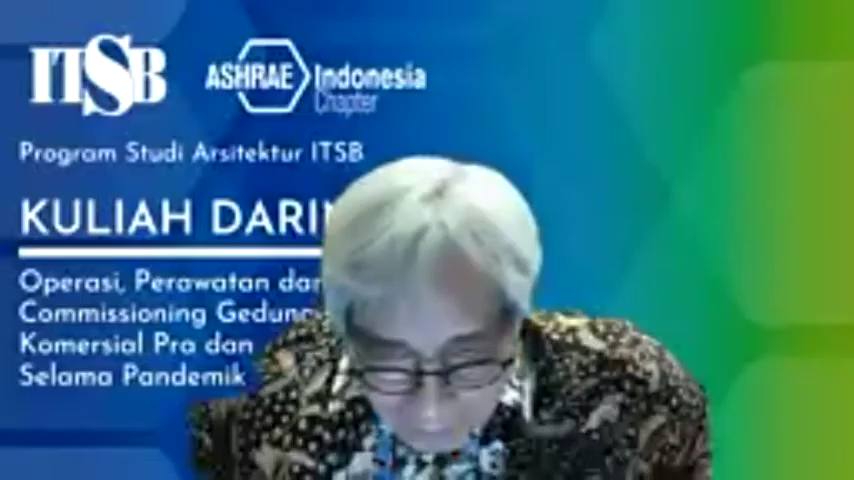 ITSB
ASHRAE Indonesia
Chapter
Program Studi Arsitektur ITSB
KULIAH DARIN
Operasi, Perawatan dan
Commissioning Gedung
Komersial Pra dan
Selama Pandemik